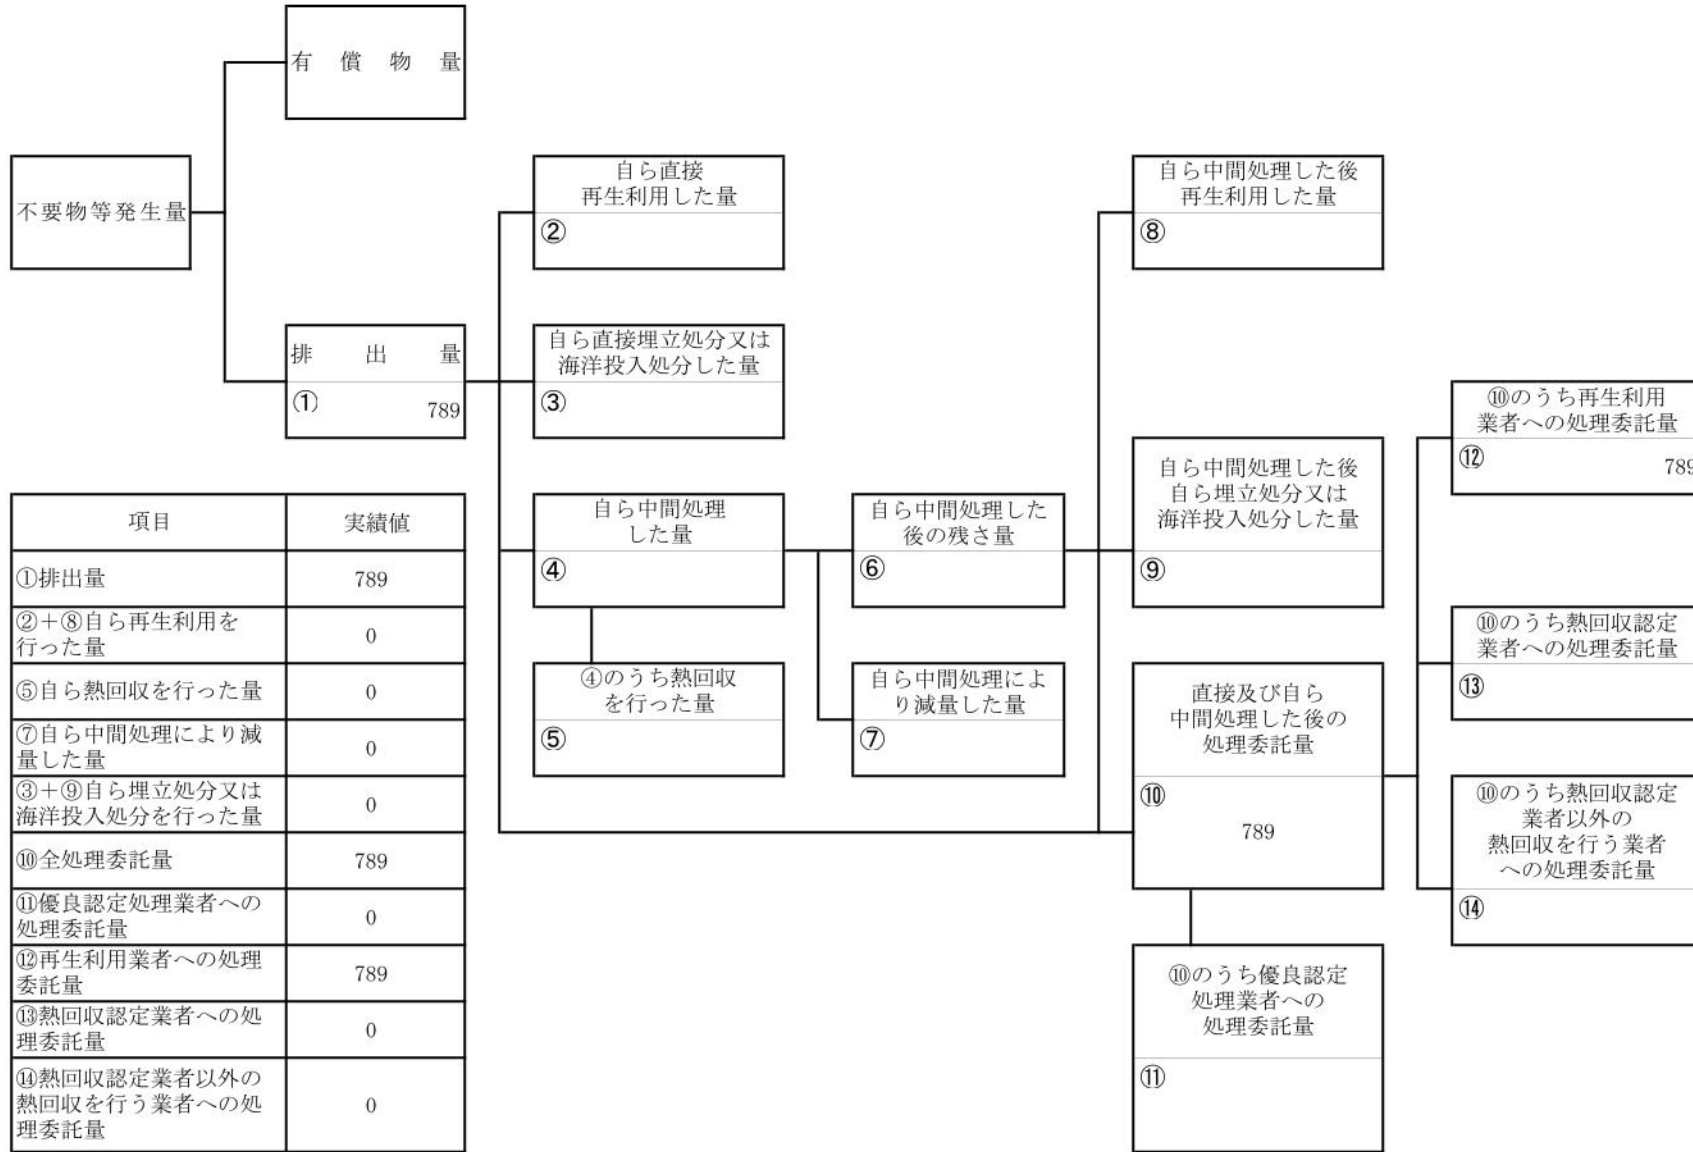 有償物量
不要物等発生量
排出量
①
789
自ら直接
再生利用した量
②
自ら直接埋立処分又は
海洋投入処分した量
③
自ら中間処理
した量
④
④のうち熱回収
を行った量
⑤
自ら中間処理した
後の残さ量
⑥
自ら中間処理によ
り減量した量
⑦
自ら中間処理した後
再生利用した量
⑧
自ら中間処理した後
自ら埋立処分又は
海洋投入処分した量
⑨
直接及び自ら
中間処理した後の
処理委託量
⑩
789
⑩のうち優良認定
処理業者への
処理委託量
⑪
⑩のうち再生利用
業者への処理委託量
⑫
789
⑩のうち熱回収認定
業者への処理委託量
⑬
⑩のうち熱回収認定
業者以外の
熱回収を行う業者
への処理委託量
⑭
項目 実績値
①排出量 789
②+⑧自ら再生利用を
行った量
0
⑤自ら熱回収を行った量 0
⑦自ら中間処理により減
量した量
0
③+⑨自ら埋立処分又は
海洋投入処分を行った量
0
⑩全処理委託量 789
⑪優良認定処理業者への
処理委託量
0
⑫再生利用業者への処理
委託量
789
⑬熱回収認定業者への処
理委託量
0
⑭熱回収認定業者以外の
熱回収を行う業者への処
理委託量
0